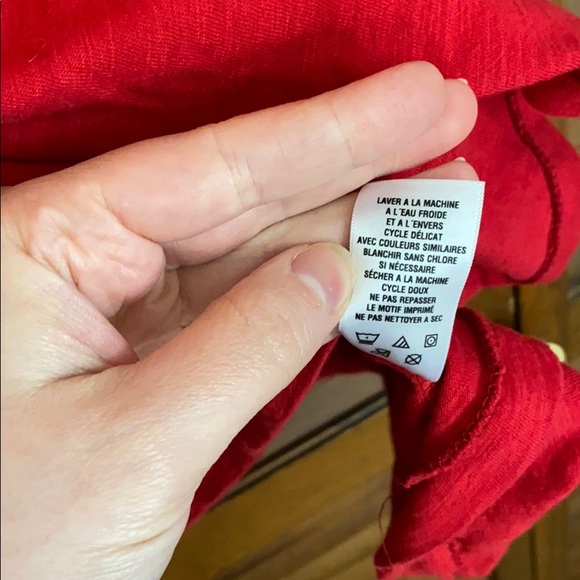 LAVER A LA MACHINE
A L'EAU FROIDE
ET A L'ENVERS
CYCLE DÉLICAT
AVEC COULEURS SIMILAIRES
BLANCHIR SANS CHLORE
SI NÉCESSAIRE
SÉCHER A LA MACHINE
CYCLE DOUX
NE PAS REPASSER
LE MOTIF IMPRIMÉ
NE PAS NETTOYER A SEC